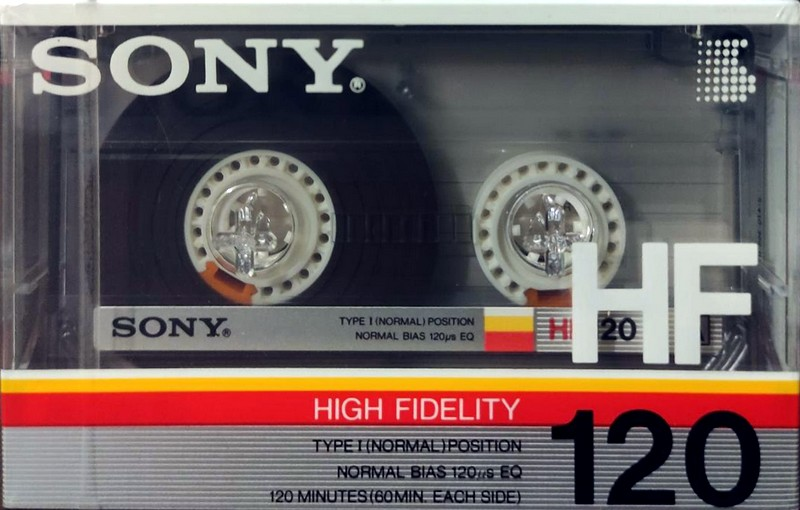 SONY®
SONY®
TYPE I (NORMAL) POSITION
NORMAL BIAS 120µs EQ
20
HF
HIGH FIDELITY
TYPE I (NORMAL) POSITION
NORMAL BIAS 120µs EQ
120 MINUTES (60MIN. EACH SIDE)
120